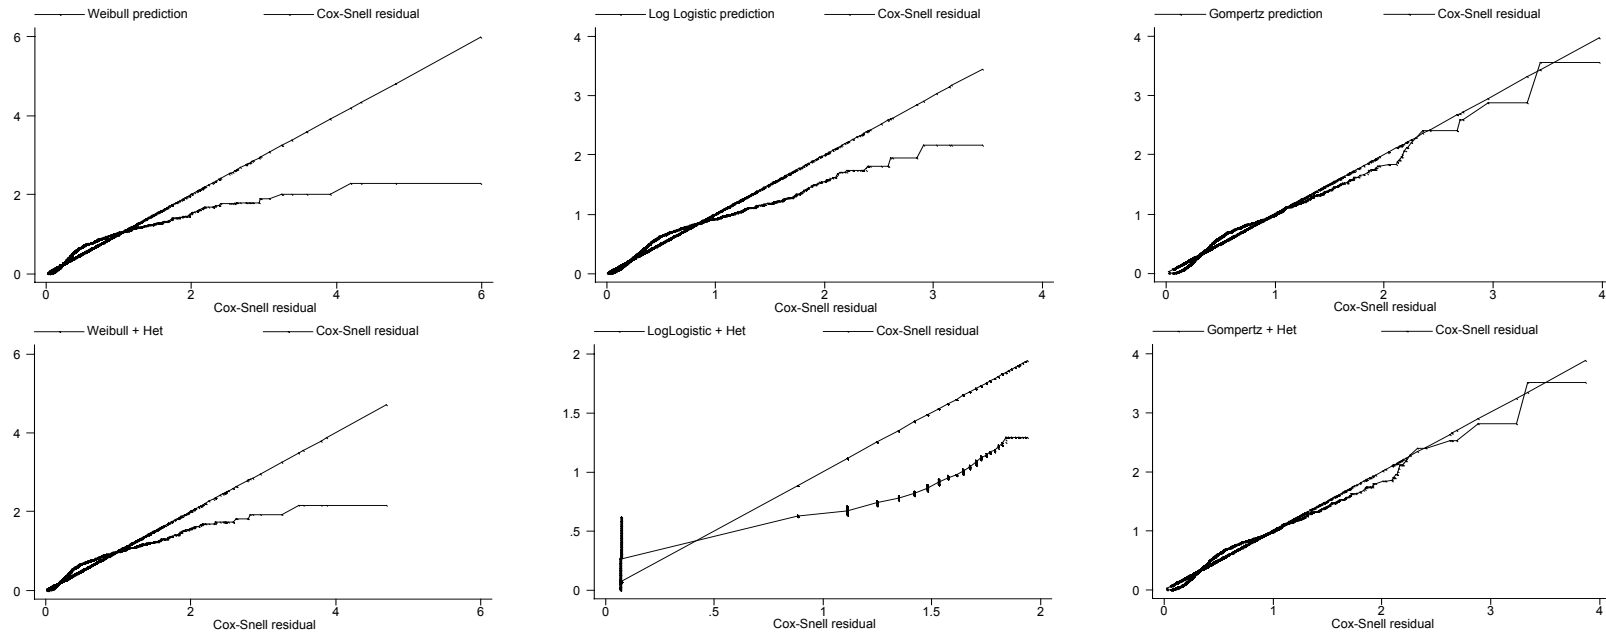 Weibull prediction Cox-Snell residual
6
4
2
0
0 2 4 6
Cox-Snell residual
Log Logistic prediction Cox-Snell residual
4
3
2
1
0
0 1 2 3 4
Cox-Snell residual
Gompertz prediction Cox-Snell residual
4
3
2
1
0
0 1 2 3 4
Cox-Snell residual
Weibull + Het Cox-Snell residual
6
4
2
0
0 2 4 6
Cox-Snell residual
LogLogistic + Het Cox-Snell residual
2
1.5
1
.5
0
0 .5 1 1.5 2
Cox-Snell residual
Gompertz + Het Cox-Snell residual
4
3
2
1
0
0 1 2 3 4
Cox-Snell residual